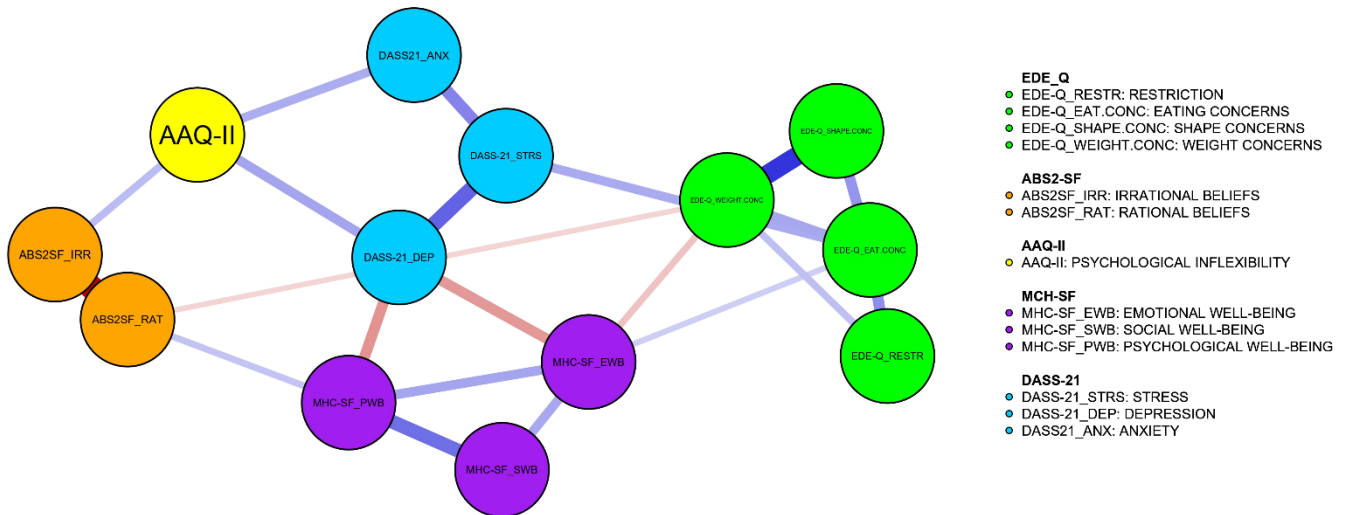 DASS21_ANX
AAQ-II
DASS-21_STRS
EDE-Q_SHAPE.CONC
EDE-Q_WEIGHT.CONC
ABS2SF_IRR
DASS-21_DEP
EDE-Q_EAT.CONC
ABS2SF_RAT
MHC-SF_EWB
EDE-Q_RESTR
MHC-SF_PWB
MHC-SF_SWB
EDE_Q
EDE-Q_RESTR: RESTRICTION
EDE-Q_EAT.CONC: EATING CONCERNS
EDE-Q_SHAPE.CONC: SHAPE CONCERNS
EDE-Q_WEIGHT.CONC: WEIGHT CONCERNS
ABS2-SF
ABS2SF_IRR: IRRATIONAL BELIEFS
ABS2SF_RAT: RATIONAL BELIEFS
AAQ-II
AAQ-II: PSYCHOLOGICAL INFLEXIBILITY
MCH-SF
MHC-SF_EWB: EMOTIONAL WELL-BEING
MHC-SF_SWB: SOCIAL WELL-BEING
MHC-SF_PWB: PSYCHOLOGICAL WELL-BEING
DASS-21
DASS-21_STRS: STRESS
DASS-21_DEP: DEPRESSION
DASS21_ANX: ANXIETY